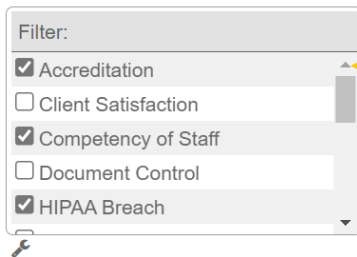 Filter:
Accreditation
Client Satisfaction
Competency of Staff
Document Control
HIPAA Breach